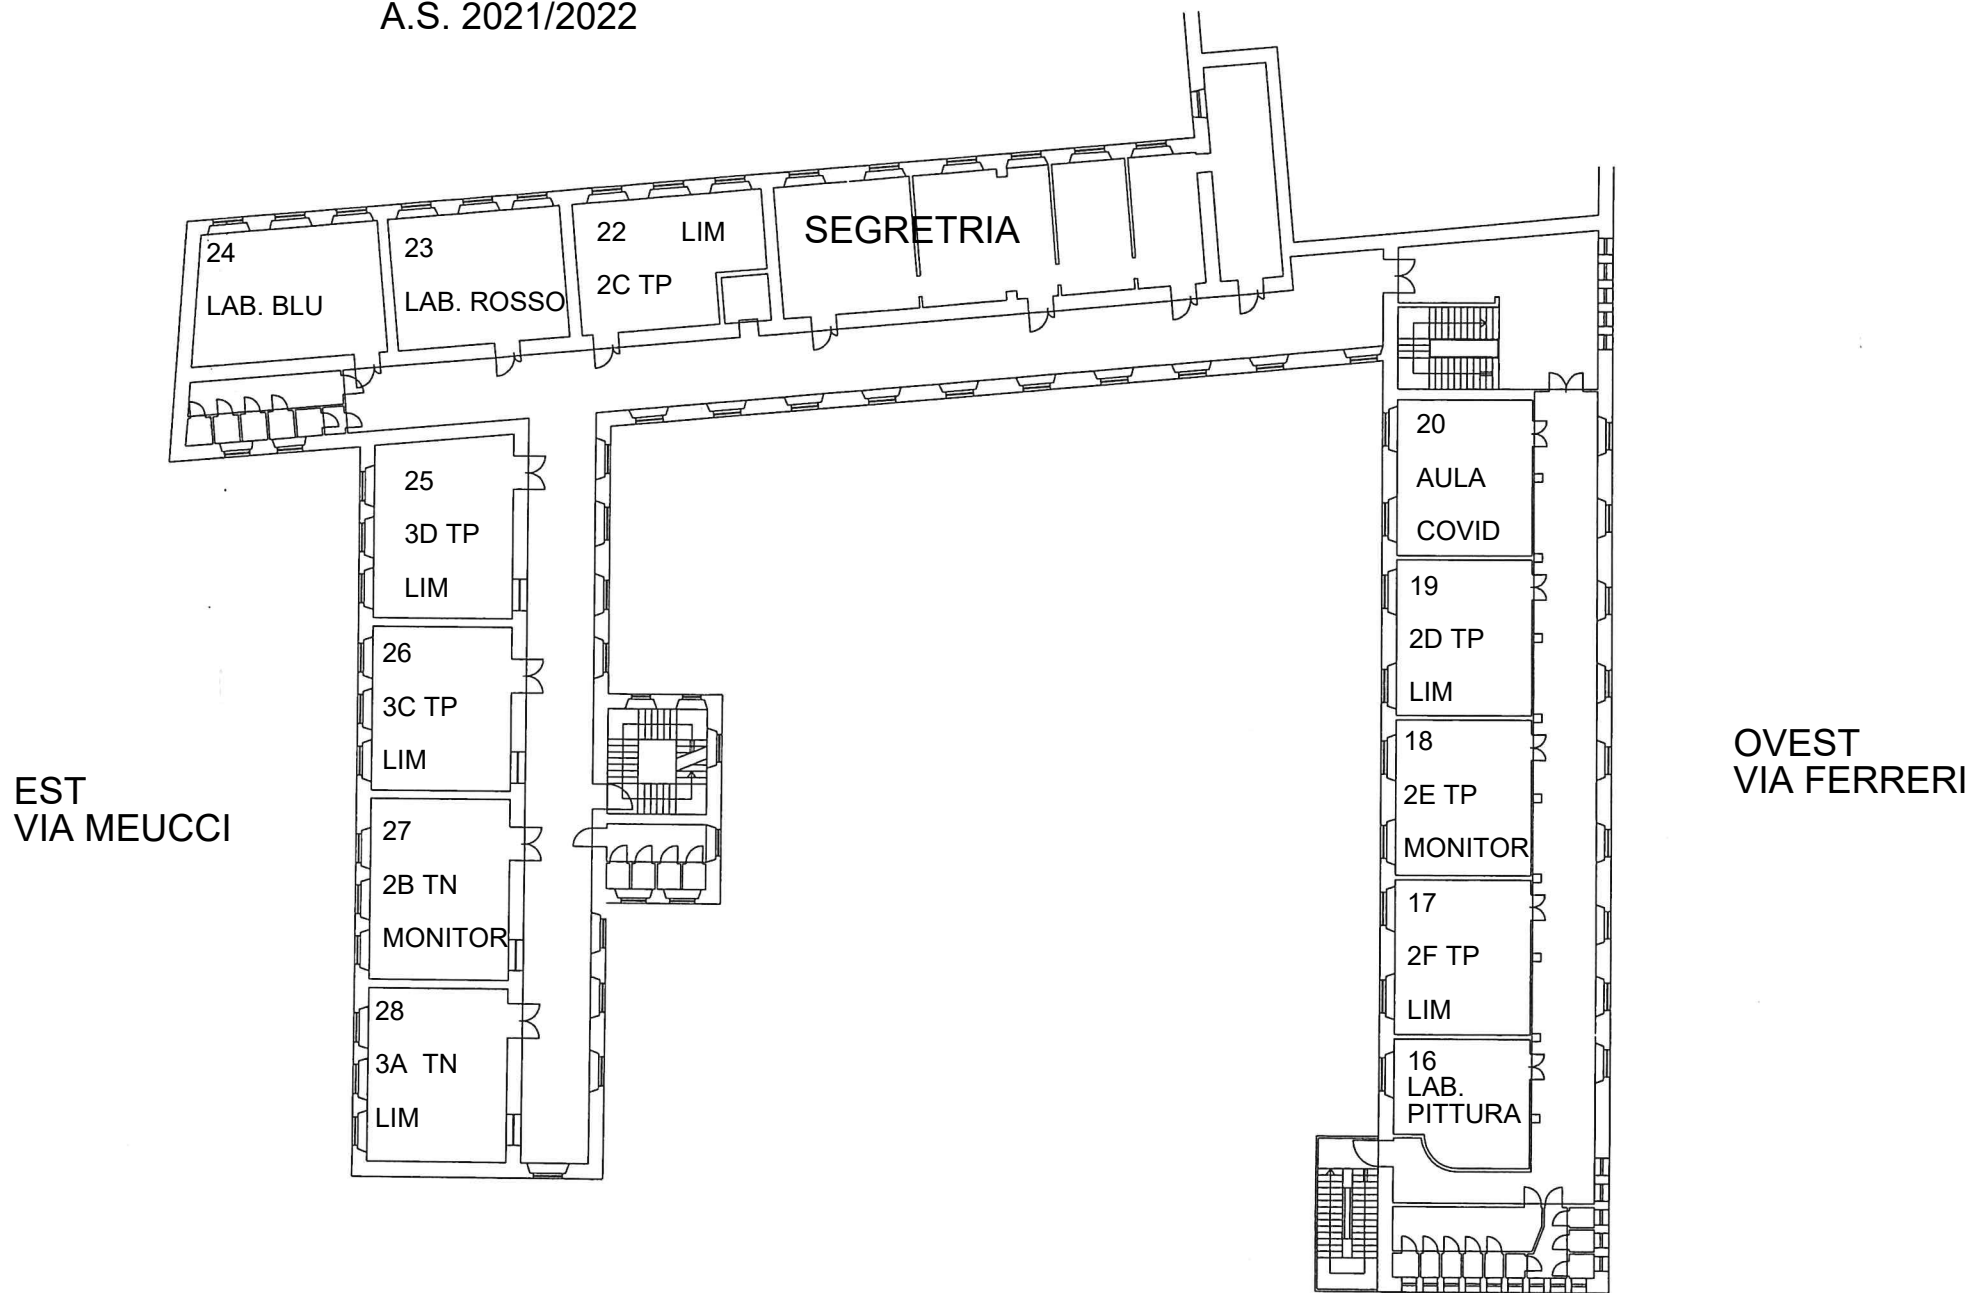 A.S. 2021/2022
24
LAB. BLU
23
LAB. ROSSO
22 LIM
2C TP
SEGRETRIA
25
3D TP
LIM
26
3C TP
LIM
27
2B TN
MONITOR
28
3A TN
LIM
EST
VIA MEUCCI
20
AULA
COVID
19
2D TP
LIM
18
2E TP
MONITOR
17
2F TP
LIM
16
LAB.
PITTURA
OVEST
VIA FERRERI